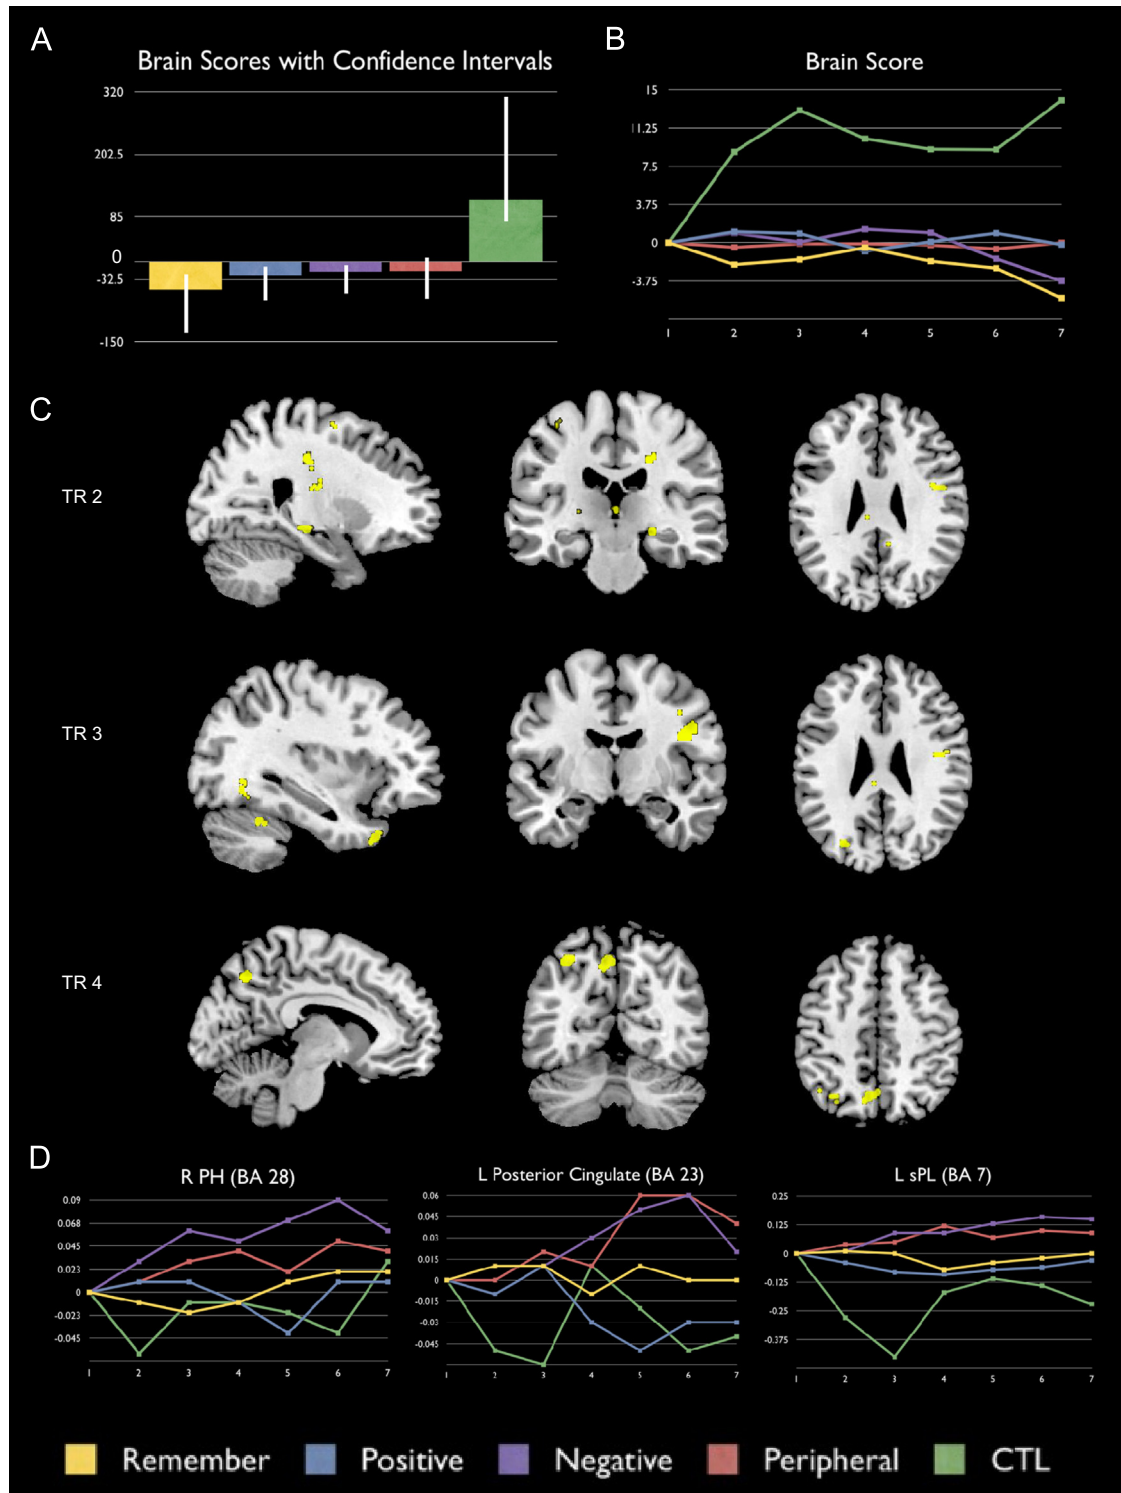 A
Brain Scores with Confidence Intervals
320
202.5
85
0
-32.5
-150
B
Brain Score
15
11.25
7.5
3.75
0
-3.75
1 2 3 4 5 6 7
C
TR 2
TR 3
TR 4
D
R PH (BA 28)
0.09
0.068
0.045
0.023
0
-0.023
-0.045
1 2 3 4 5 6 7
L Posterior Cingulate (BA 23)
0.06
0.045
0.03
0.015
0
-0.015
-0.03
-0.045
1 2 3 4 5 6 7
L sPL (BA 7)
0.25
0.125
0
-0.125
-0.25
-0.375
1 2 3 4 5 6 7
Remember Positive Negative Peripheral CTL